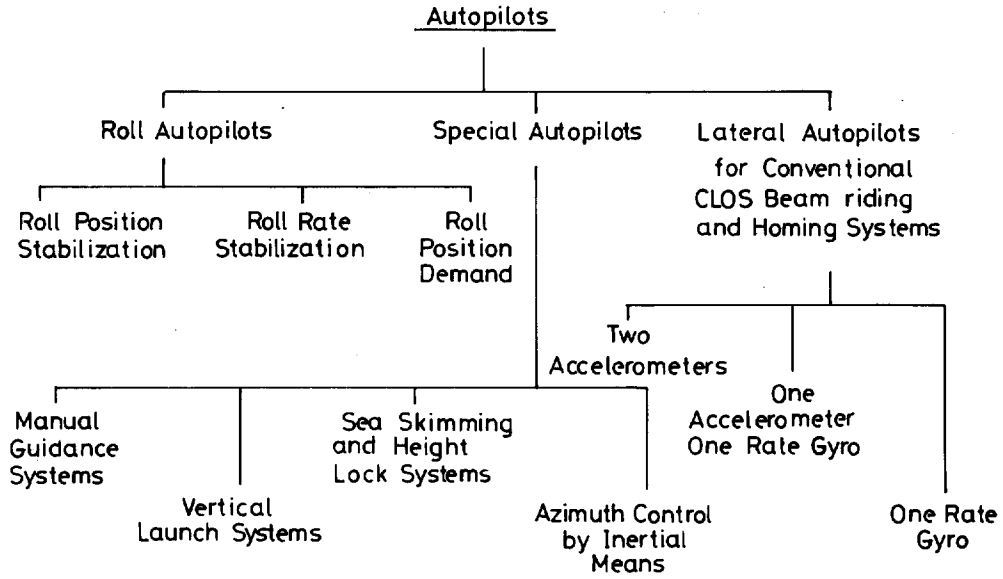 Autopilots
Roll Autopilots
Special Autopilots
Lateral Autopilots
for Conventional
CLOS Beam riding
and Homing Systems
Roll Position
Stabilization
Roll Rate
Stabilization
Roll
Position
Demand
Two
Accelerometers
One
Accelerometer
One Rate Gyro
One Rate
Gyro
Manual
Guidance
Systems
Vertical
Launch Systems
Sea Skimming
and Height
Lock Systems
Azimuth Control
by Inertial
Means